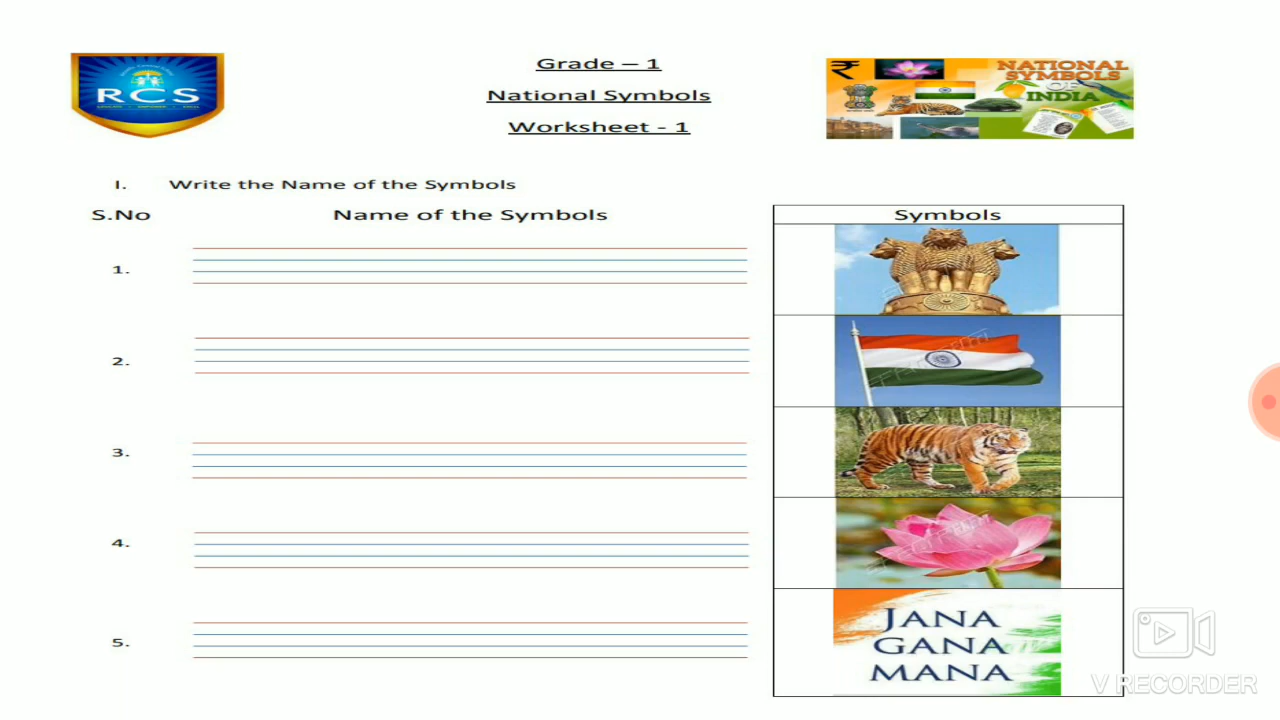 RCS
Grade – 1
National Symbols
Worksheet - 1
NATIONAL
SYMBOLS
OF
INDIA
I. Write the Name of the Symbols
S.No Name of the Symbols Symbols
1.
2.
3.
4.
5.
JANA
GANA
MANA
V RECORDER